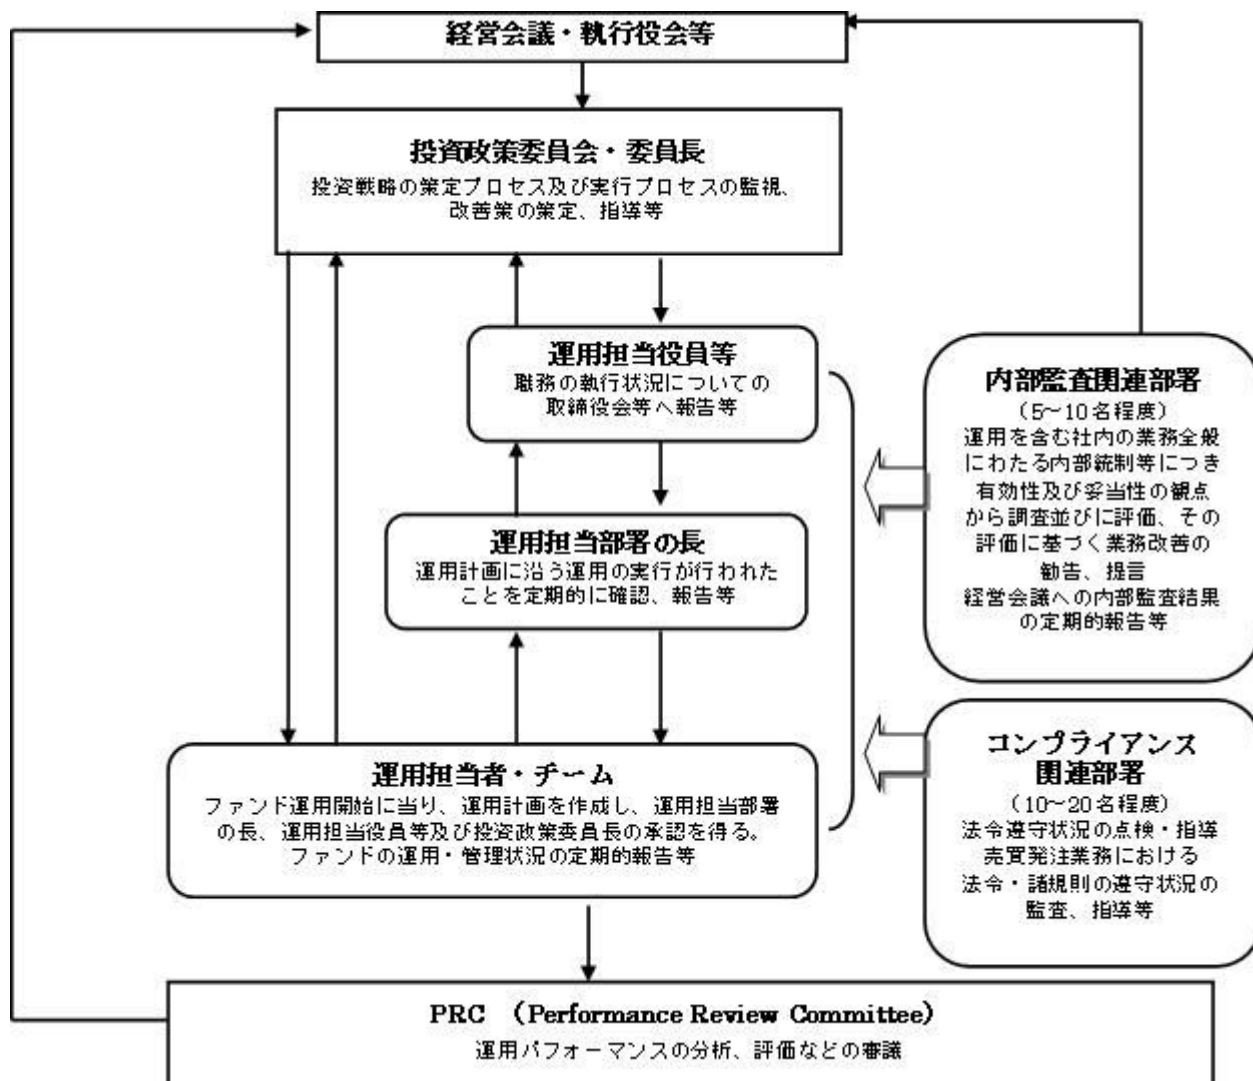 経営会議・執行役会等
投資政策委員会・委員長
投資戦略の策定プロセス及び実行プロセスの監視、
改善策の策定、指導等
運用担当役員等
職務の執行状況についての
取締役会等へ報告等
運用担当部署の長
運用計画に沿う運用の実行が行われた
ことを定期的に確認、報告等
運用担当者・チーム
ファンド運用開始に当り、運用計画を作成し、運用担当部署
の長、運用担当役員等及び投資政策委員長の承認を得る。
ファンドの運用・管理状況の定期的報告等
内部監査関連部署
（5～10名程度）
運用を含む社内の業務全般
にわたる内部統制等につき
有効性及び妥当性の観点
から調査並びに評価、その
評価に基づく業務改善の
勧告、提言
経営会議への内部監査結果
の定期的報告等
コンプライアンス
関連部署
（10～20名程度）
法令遵守状況の点検・指導
売買発注業務における
法令・諸規則の遵守状況の
監査、指導等
PRC （Performance Review Committee）
運用パフォーマンスの分析、評価などの審議